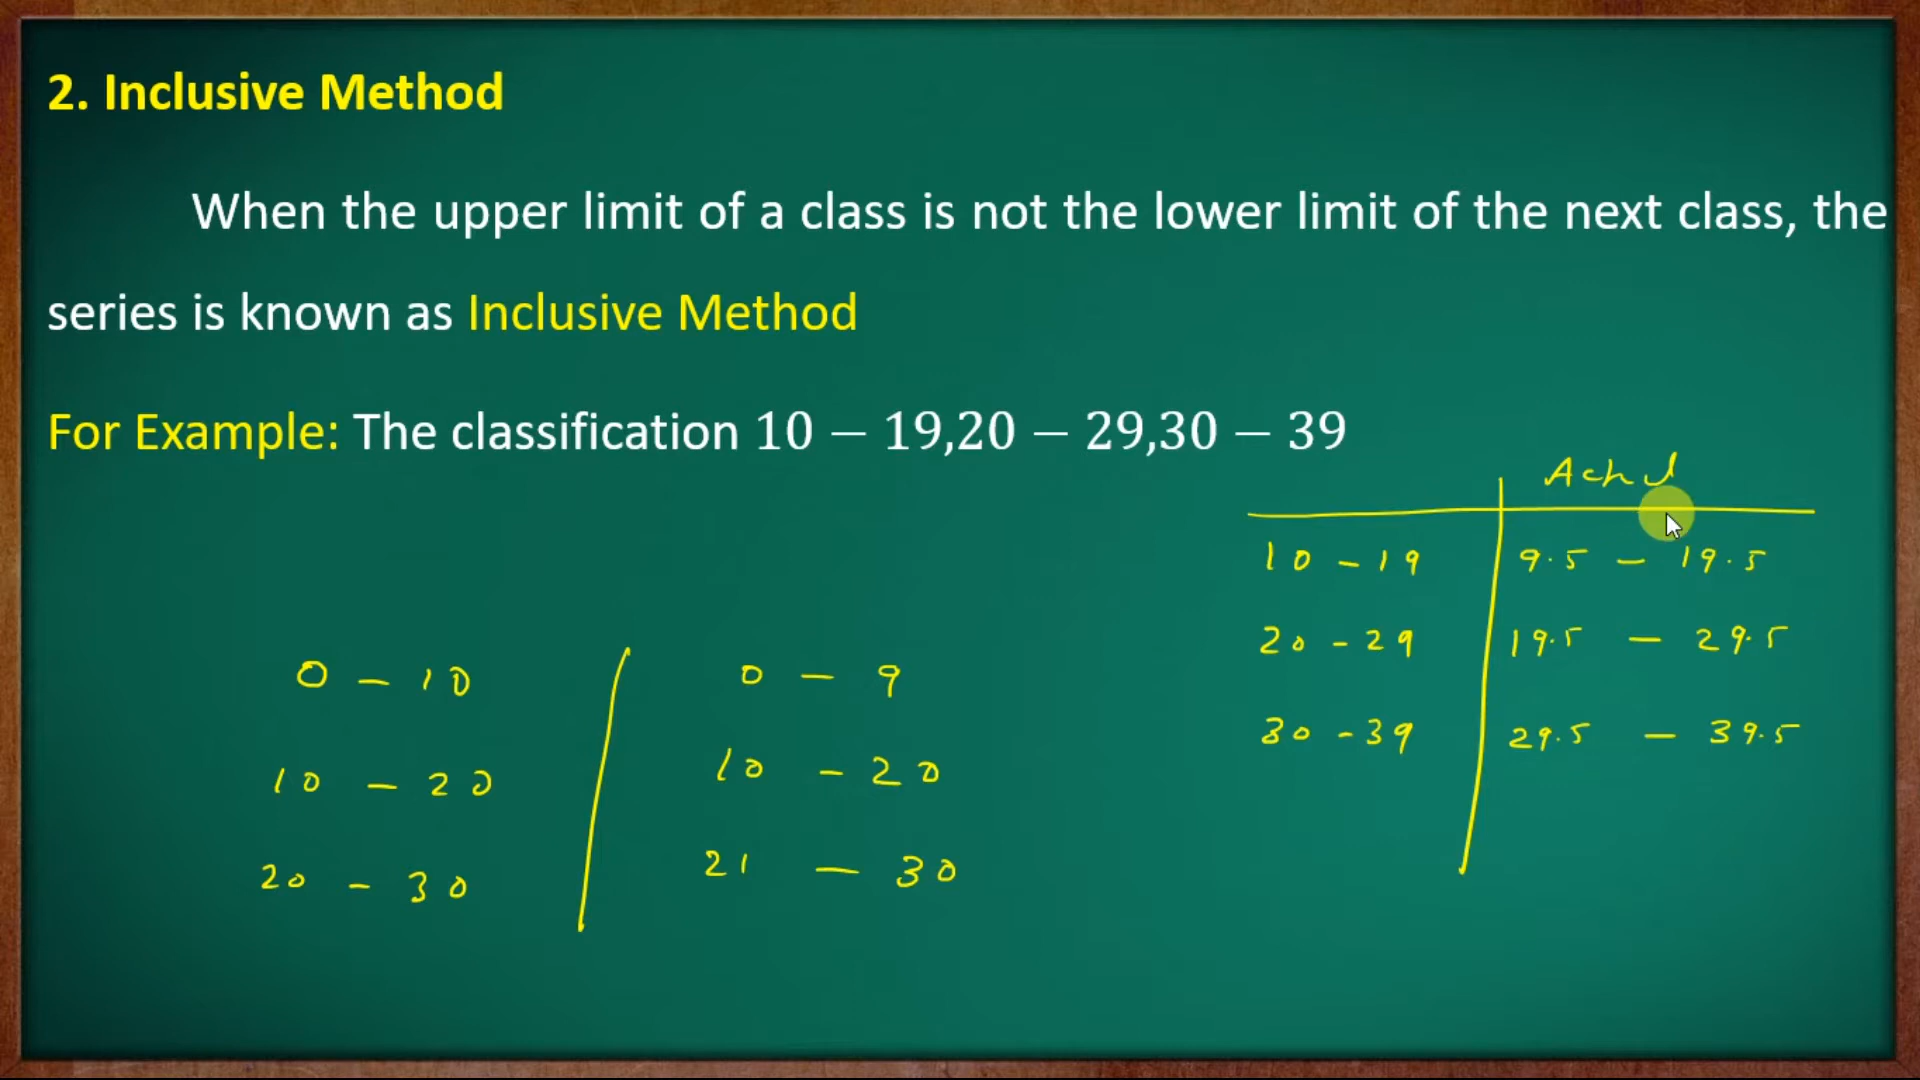 2. Inclusive Method
When the upper limit of a class is not the lower limit of the next class, the
series is known as Inclusive Method
For Example: The classification 10 − 19,20 − 29,30 − 39
10 - 19 9.5 - 19.5
20 - 29 19.5 - 29.5
30 - 39 29.5 - 39.5
0 - 10 0 - 9
10 - 20 10 - 20
20 - 30 21 - 30